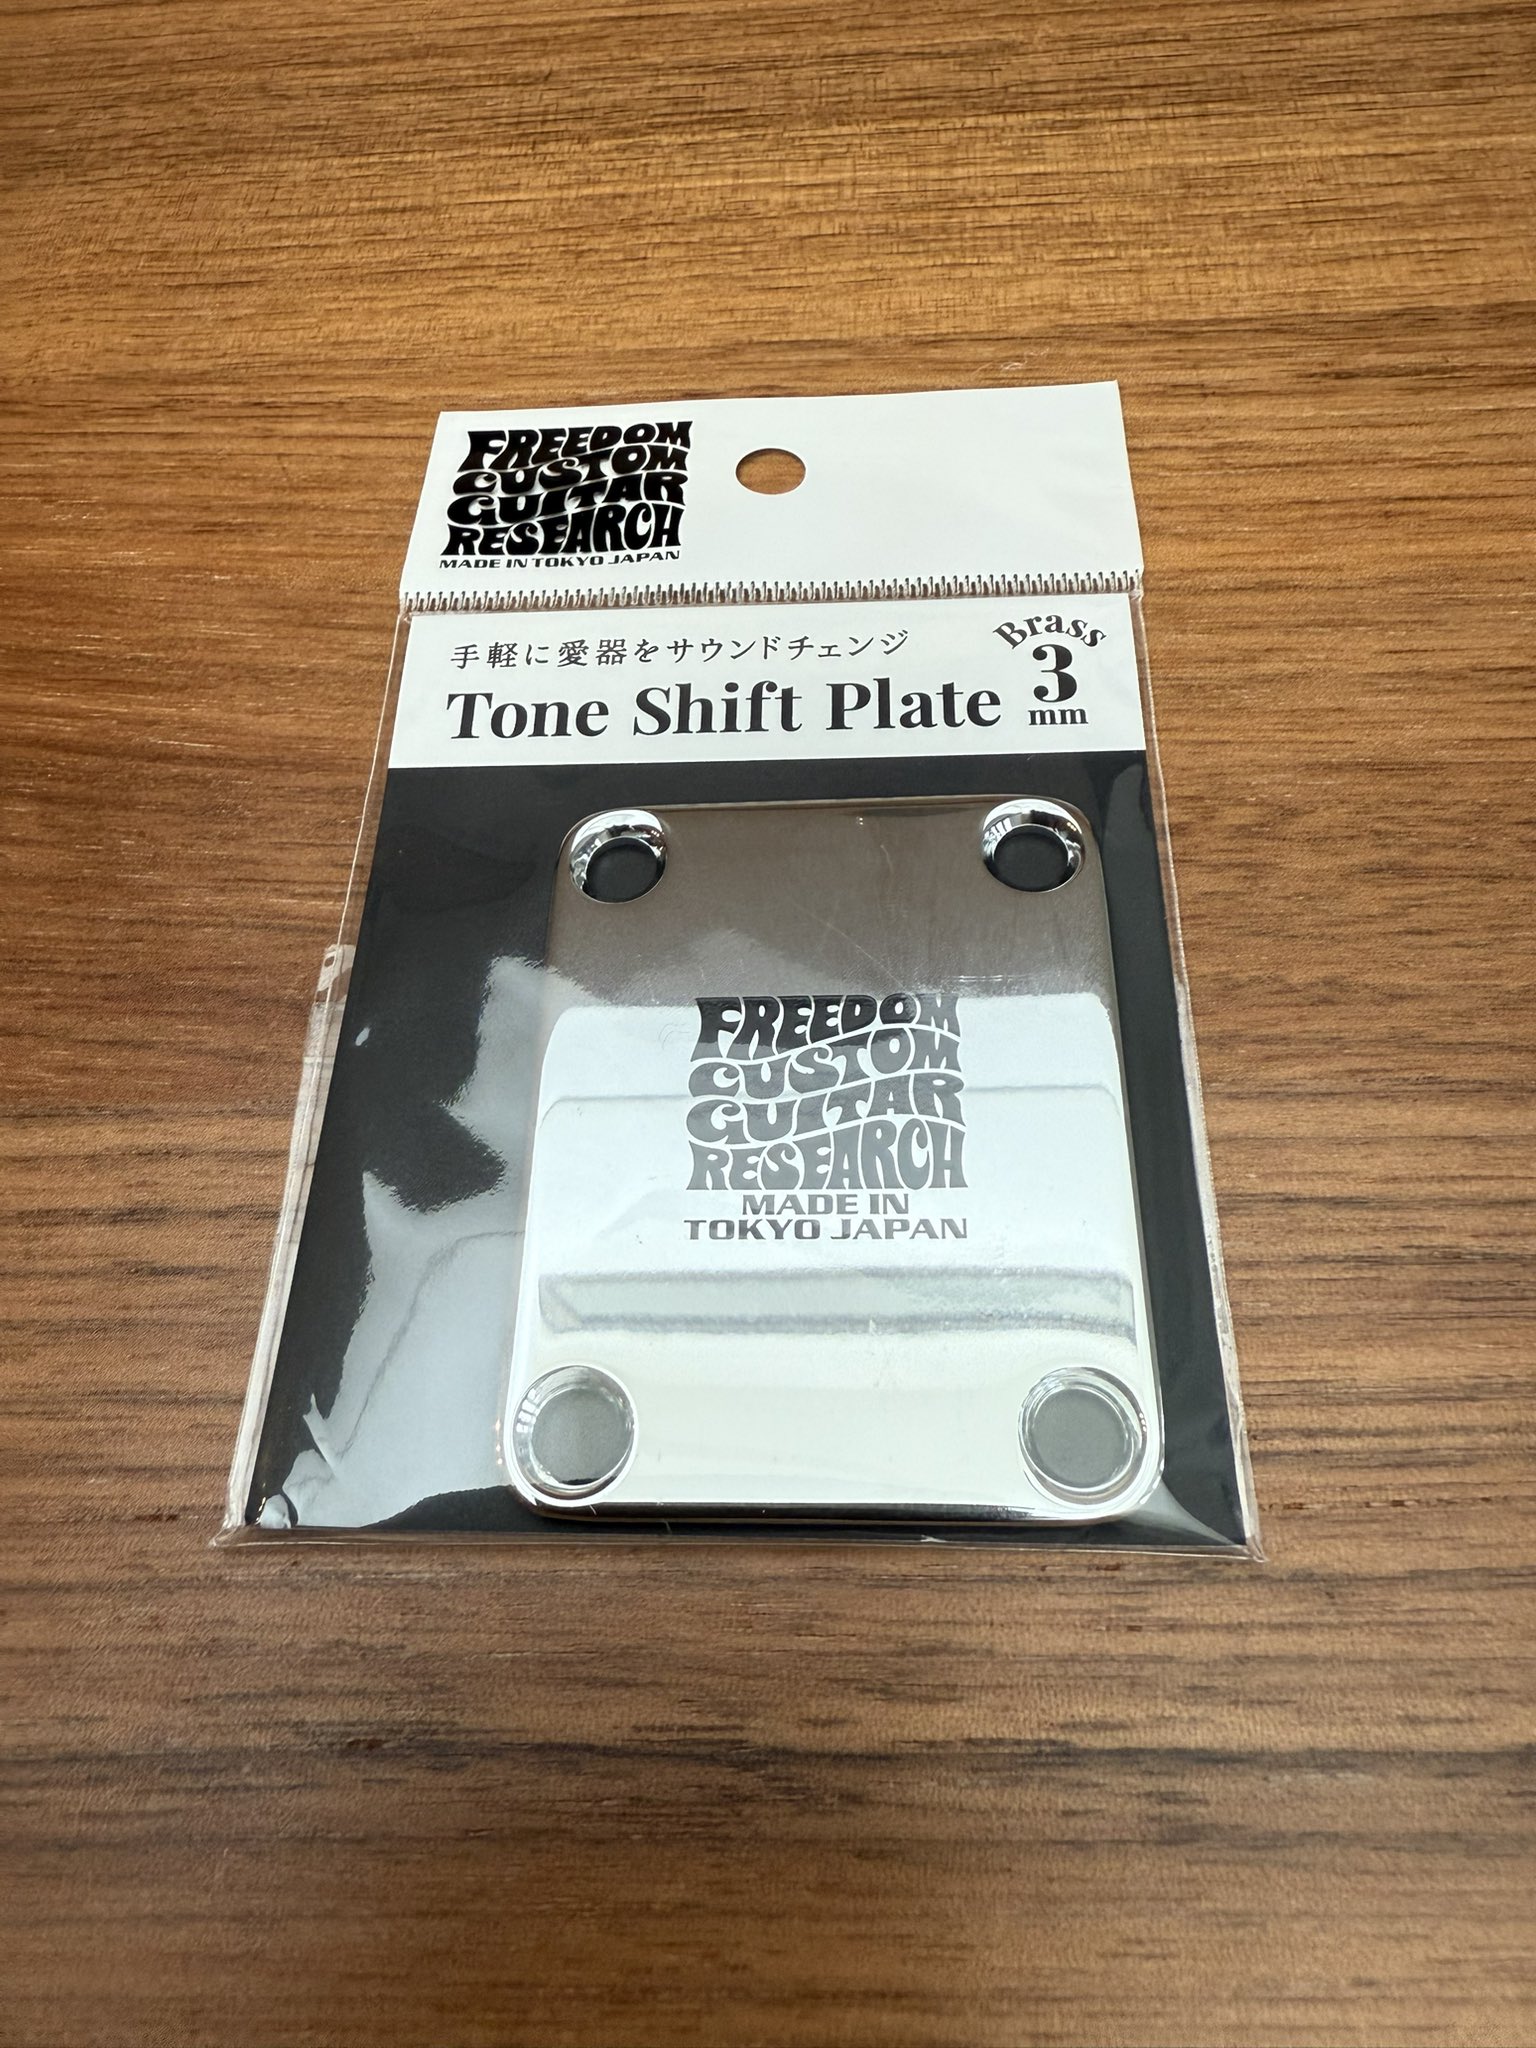 FREEDOM
CUSTOM
GUITAR
RESEARCH
MADE IN TOKYO JAPAN
手軽に愛器をサウンドチェンジ
Tone Shift Plate
Brass
3
mm
FREEDOM
CUSTOM
GUITAR
RESEARCH
MADE IN
TOKYO JAPAN